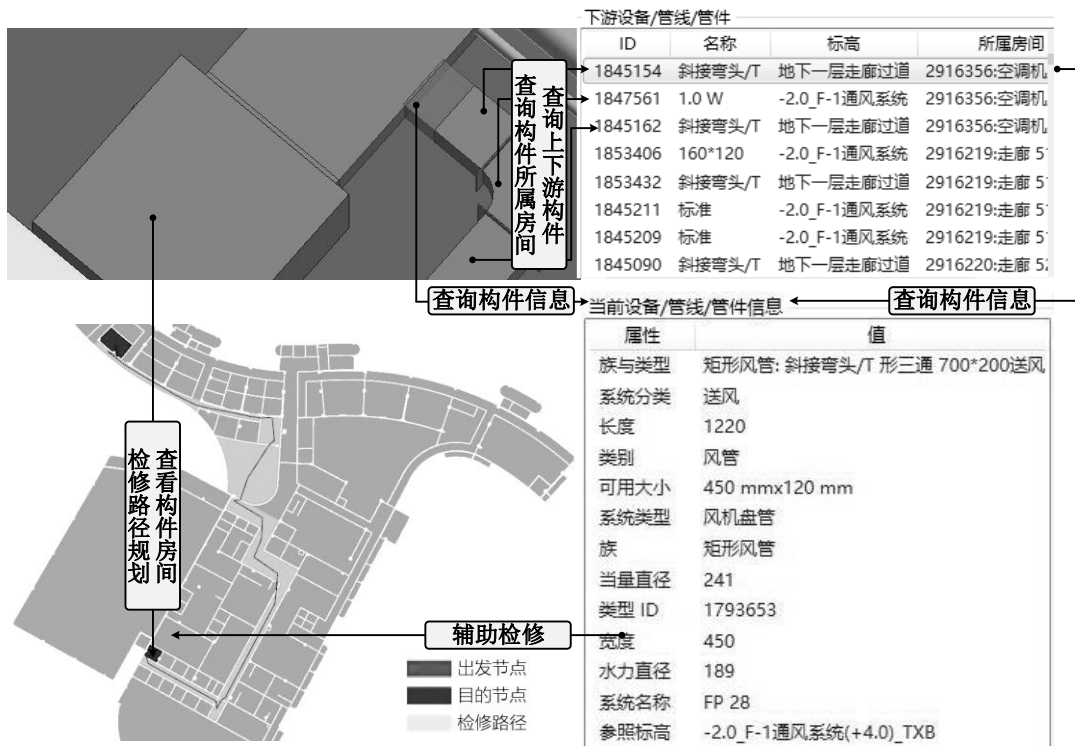 下游设备/管线/管件
ID 名称 标高 所属房间
1845154 斜接弯头/T 地下一层走廊过道 2916356:空调机
1847561 1.0 W -2.0_F-1通风系统 2916356:空调机
1845162 斜接弯头/T 地下一层走廊过道 2916356:空调机
1853406 160*120 -2.0_F-1通风系统 2916219:走廊 5
1853432 斜接弯头/T 地下一层走廊过道 2916219:走廊 5
1845211 标准 -2.0_F-1通风系统 2916219:走廊 5
1845209 标准 -2.0_F-1通风系统 2916219:走廊 5
1845090 斜接弯头/T 地下一层走廊过道 2916220:走廊 52
查询上下游构件
查询构件所属房间
查询构件信息
查询构件信息
当前设备/管线/管件信息
属性 值
族与类型 矩形风管: 斜接弯头/T 形三通 700*200送风
系统分类 送风
长度 1220
类别 风管
可用大小 450 mmx120 mm
系统类型 风机盘管
族 矩形风管
当量直径 241
类型 ID 1793653
宽度 450
水力直径 189
系统名称 FP 28
参照标高 -2.0_F-1通风系统(+4.0)_TXB
查看构件房间
检修路径规划
辅助检修
出发节点
目的节点
检修路径